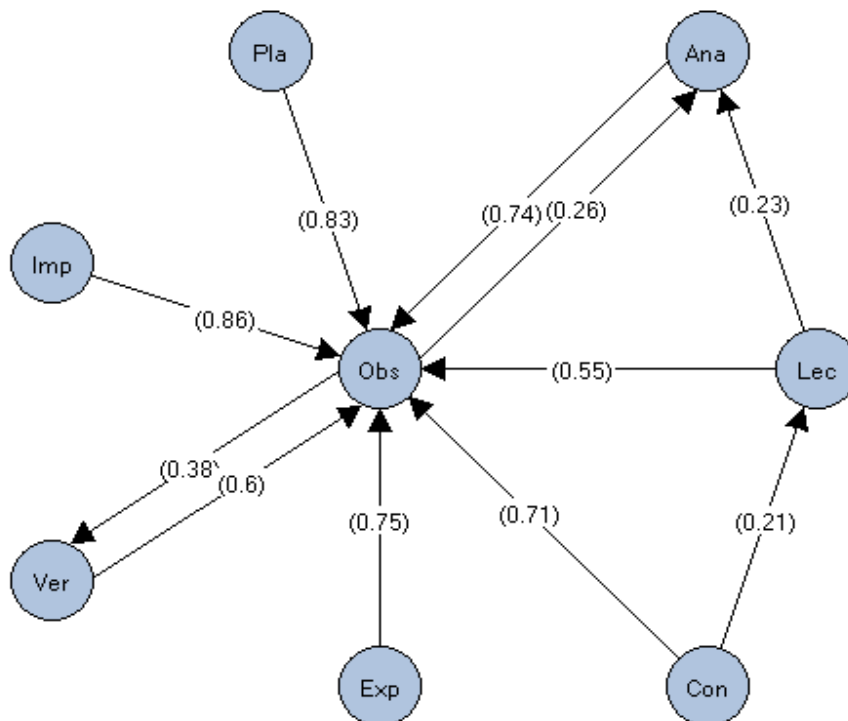 Pla
Ana
(0.83)
(0.74)
(0.26)
(0.23)
Imp
(0.86)
Obs
(0.55)
Lec
(0.38)
(0.6)
(0.75)
(0.71)
(0.21)
Ver
Exp
Con